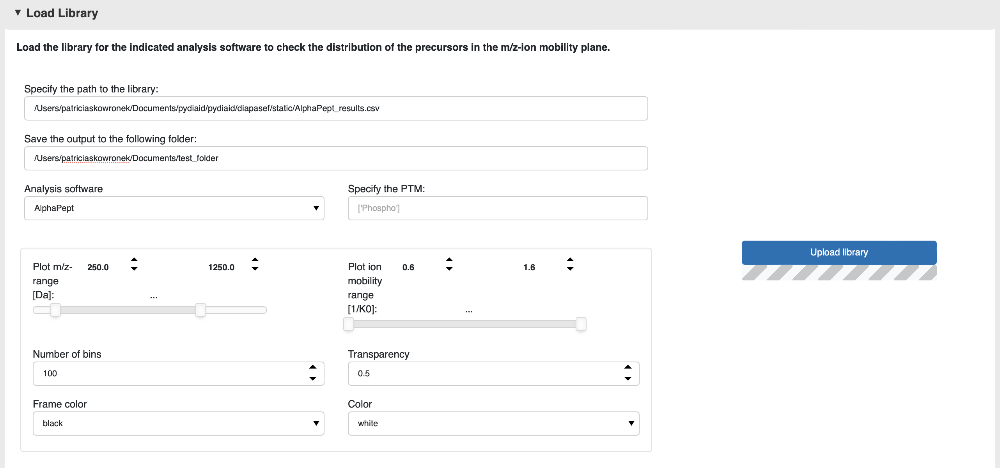 ▼ Load Library
Load the library for the indicated analysis software to check the distribution of the precursors in the m/z-ion mobility plane.
Specify the path to the library:
/Users/patriciaskowronek/Documents/pydiaid/pydiaid/diapasef/static/AlphaPept_results.csv
Save the output to the following folder:
/Users/patriciaskowronek/Documents/test_folder
Analysis software
AlphaPept
Specify the PTM:
['Phospho']
Upload library
Plot m/z-
range
[Da]:
250.0
...
1250.0
Plot ion
mobility
range
[1/K0]:
0.6
...
1.6
Number of bins
100
Transparency
0.5
Frame color
black
Color
white